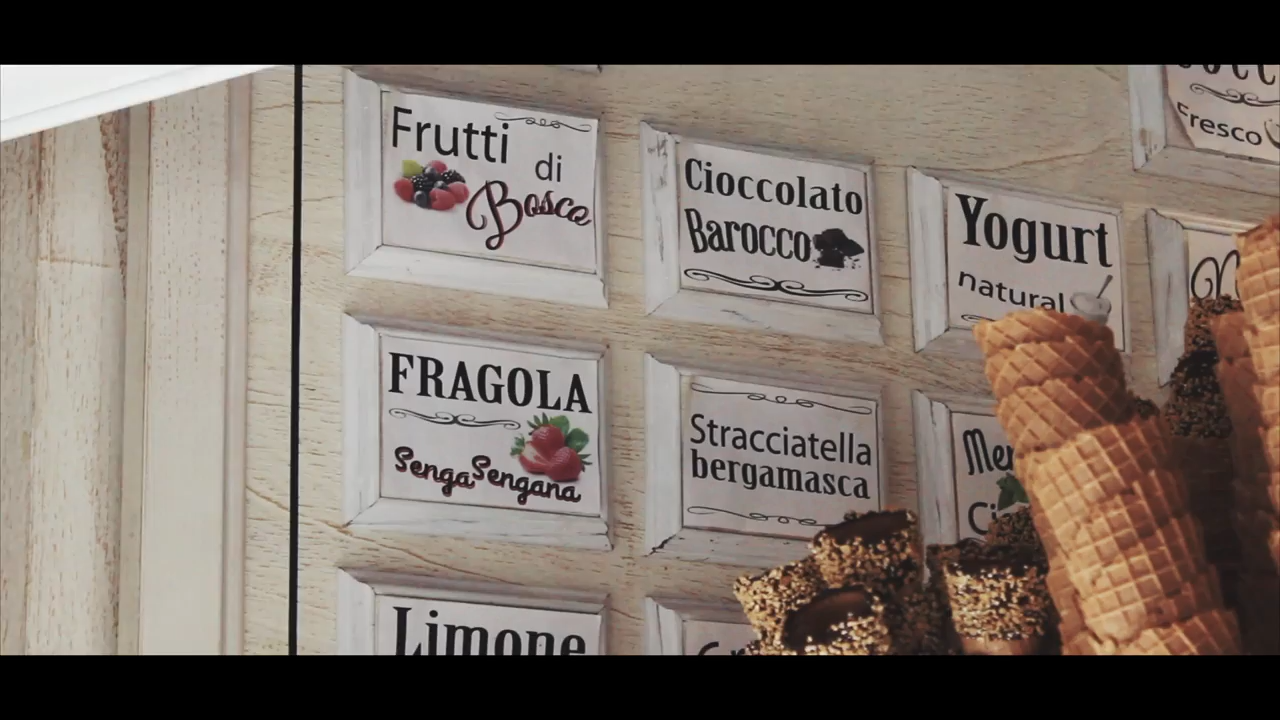 Frutti
di
Bosco
Cioccolato
Barocco
Yogurt
natural
Fresco
FRAGOLA
SengaSengana
Stracciatella
bergamasca
Limone